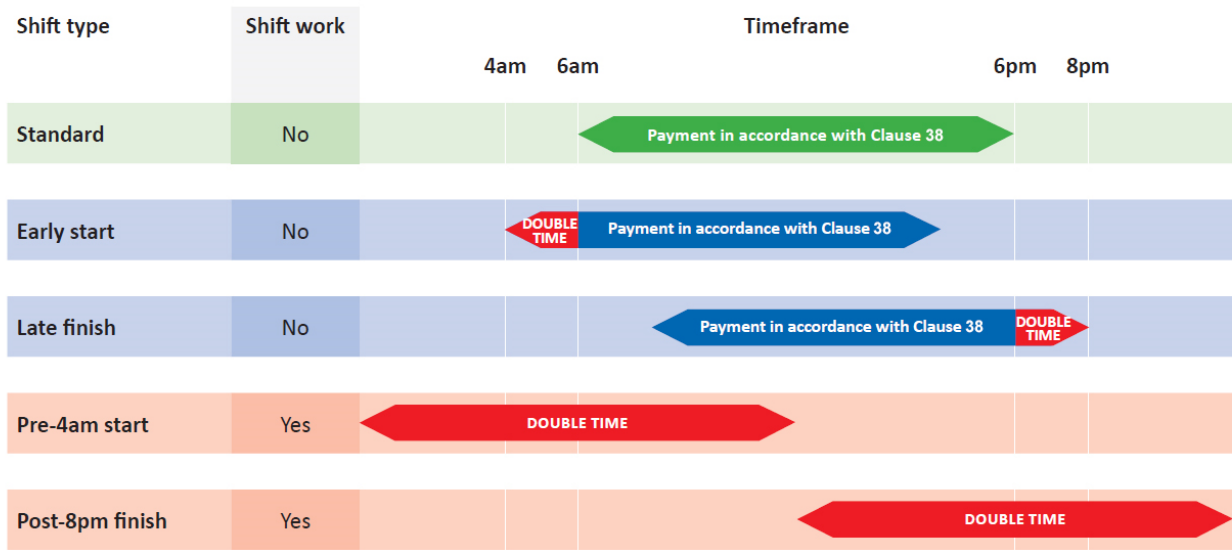 Shift type Shift work Timeframe
4am 6am 6pm 8pm
Standard No Payment in accordance with Clause 38
Early start No DOUBLE TIME Payment in accordance with Clause 38
Late finish No Payment in accordance with Clause 38 DOUBLE TIME
Pre-4am start Yes DOUBLE TIME
Post-8pm finish Yes DOUBLE TIME